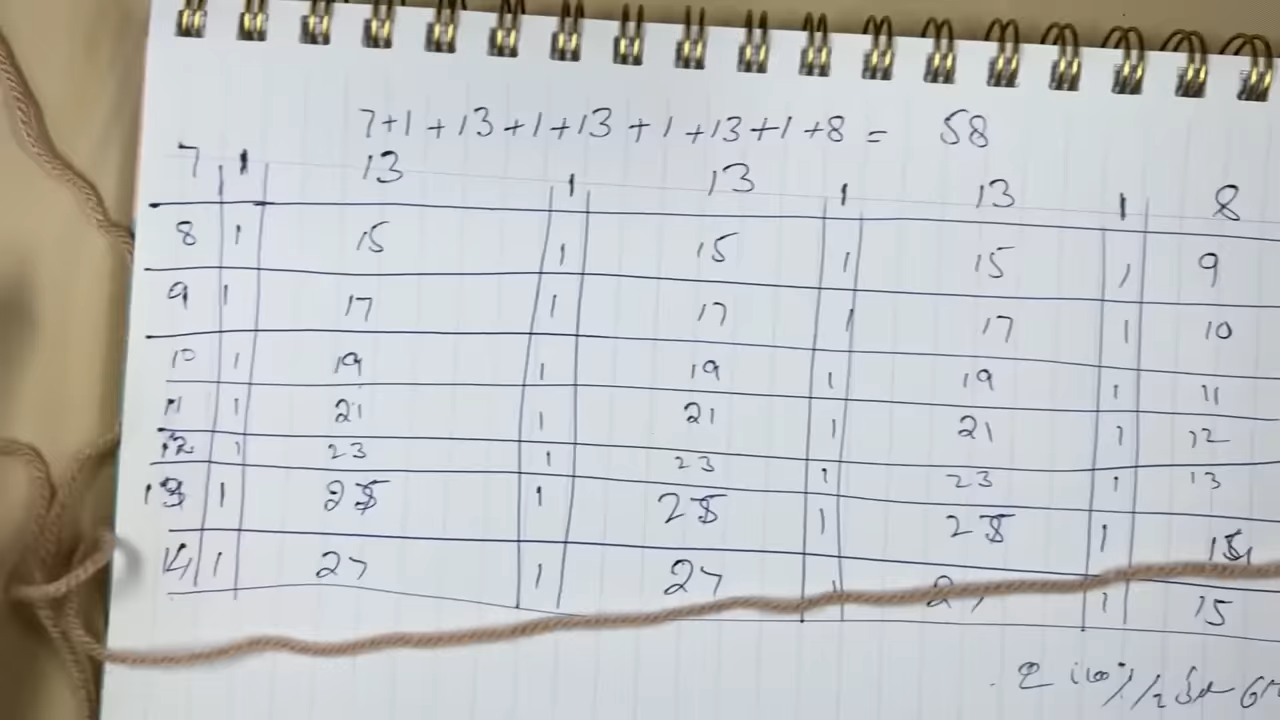 7+1+13+1+13+1+13+1+8 = 58
7 1 13 1 13 1 13 1 8
8 1 15 1 15 1 15 1 9
9 1 17 1 17 1 17 1 10
10 1 19 1 19 1 19 1 11
11 1 21 1 21 1 21 1 12
12 1 23 1 23 1 23 1 13
13 1 25 1 25 1 25 1 14
14 1 27 1 27 1 27 1 15